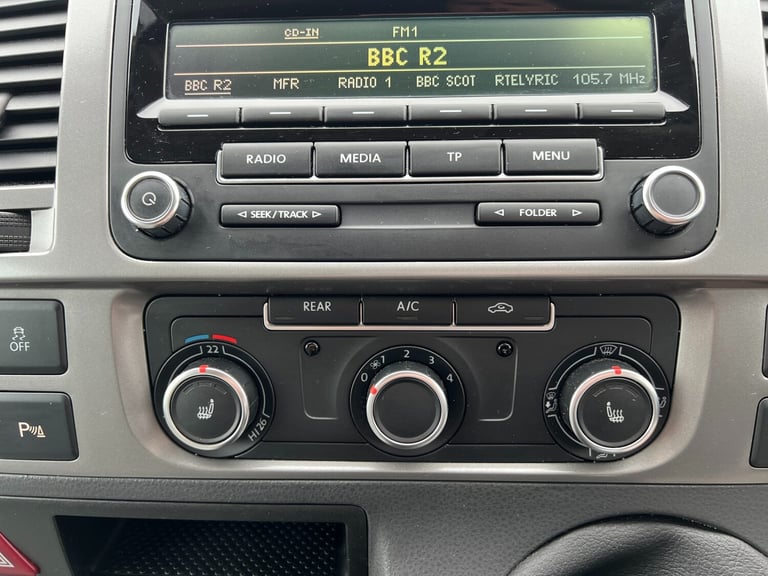 CD-IN FM1
BBC R2
BBC R2 MFR RADIO 1 BBC SCOT RTELYRIC 105.7 MHz
RADIO MEDIA TP MENU
SEEK/TRACK FOLDER
REAR A/C
OFF
22
0 1 2 3 4
HI 26
P